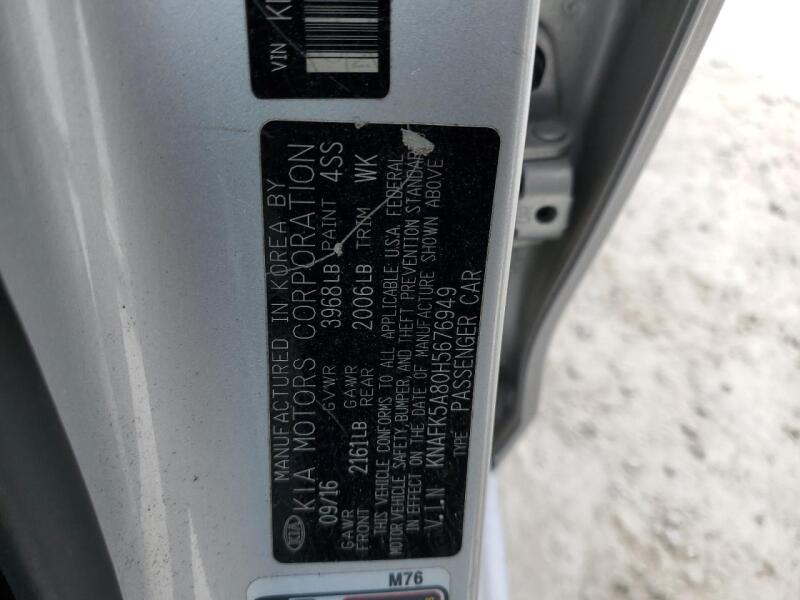 VIN
MANUFACTURED IN KOREA BY
KIA KIA MOTORS CORPORATION
09/16 GVWR 3968LB PAINT 4SS
GAWR FRONT 2161LB GAWR REAR 2006LB TRIM WK
THIS VEHICLE CONFORMS TO ALL APPLICABLE U.S.A. FEDERAL
MOTOR VEHICLE SAFETY, BUMPER, AND THEFT PREVENTION STANDARDS
IN EFFECT ON THE DATE OF MANUFACTURE SHOWN ABOVE
V.I.N KNAFK5A80H5676949
TYPE PASSENGER CAR
M76